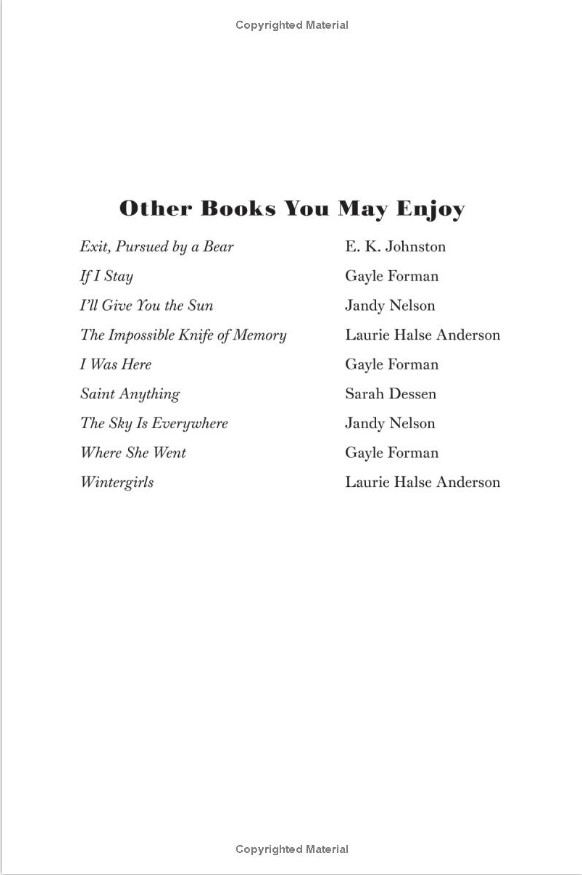 Copyrighted Material
Other Books You May Enjoy
Exit, Pursued by a Bear E. K. Johnston
If I Stay Gayle Forman
I'll Give You the Sun Jandy Nelson
The Impossible Knife of Memory Laurie Halse Anderson
I Was Here Gayle Forman
Saint Anything Sarah Dessen
The Sky Is Everywhere Jandy Nelson
Where She Went Gayle Forman
Wintergirls Laurie Halse Anderson
Copyrighted Material